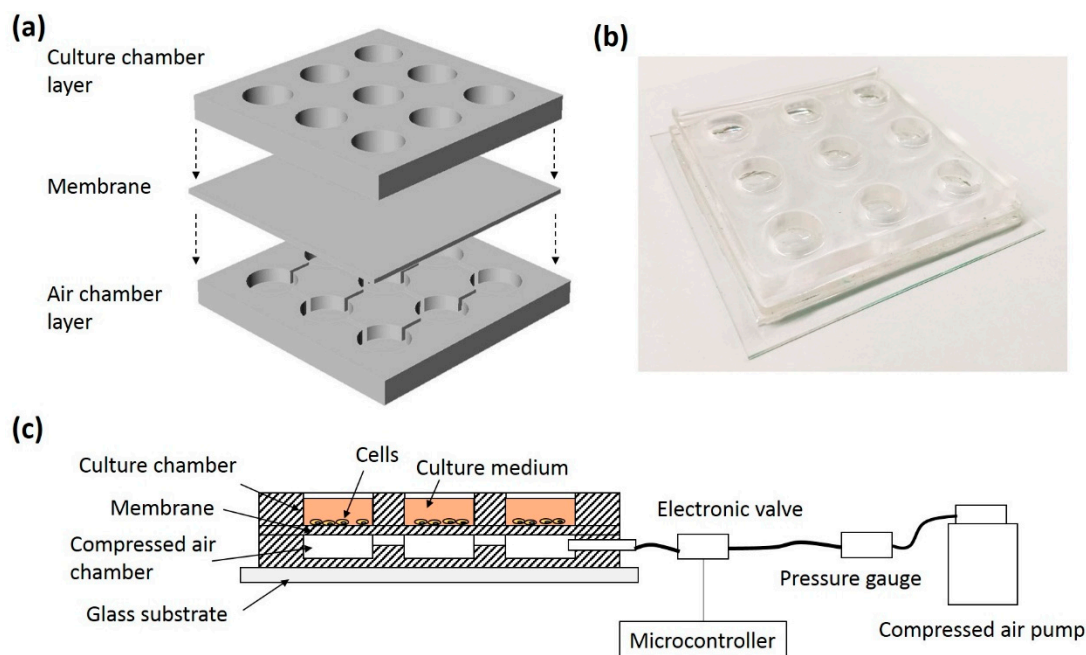 (a)
Culture chamber
layer
Membrane
Air chamber
layer
(b)
(c)
Culture chamber
Cells
Culture medium
Membrane
Compressed air
chamber
Glass substrate
Electronic valve
Pressure gauge
Microcontroller
Compressed air pump